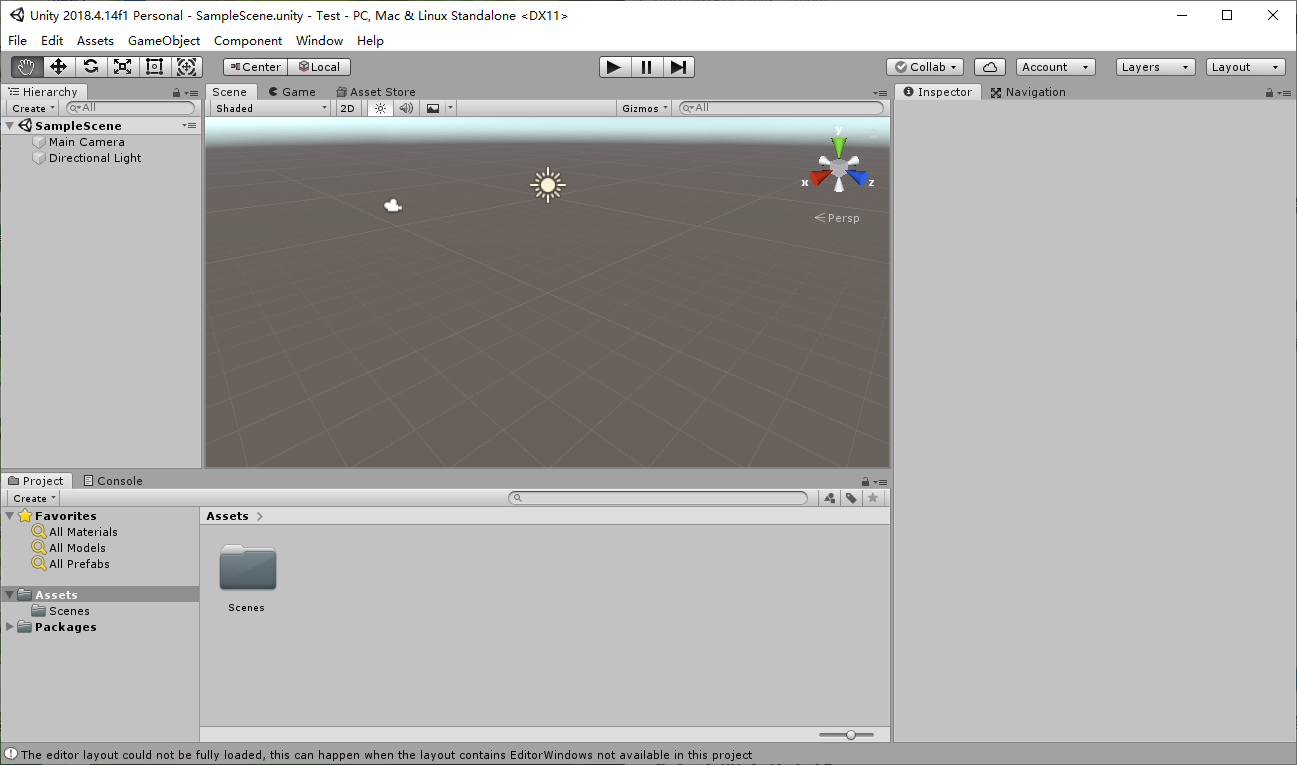 Unity 2018.4.14f1 Personal - SampleScene.unity - Test - PC, Mac & Linux Standalone <DX11>
File Edit Assets GameObject Component Window Help
Center Local Collab Account Layers Layout
Hierarchy Scene Game Asset Store Inspector Navigation
Create All Shaded 2D Gizmos All
SampleScene
Main Camera
Directional Light
y
x z
Persp
Project Console
Create
Favorites Assets
All Materials
All Models
All Prefabs
Assets
Scenes Scenes
Packages
The editor layout could not be fully loaded, this can happen when the layout contains EditorWindows not available in this project